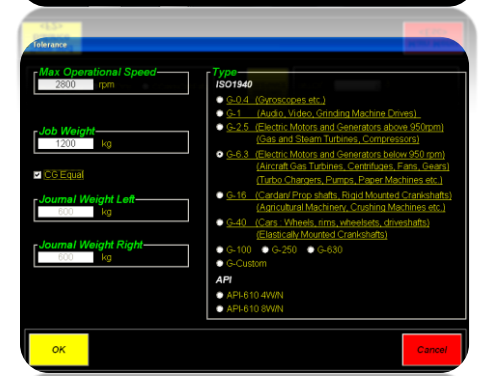 Tolerance
Max Operational Speed
2800 rpm
Job Weight
1200 kg
CG Equal
Journal Weight Left
600 kg
Journal Weight Right
600 kg
Type
ISO1940
G-0.4 (Gyroscopes etc.)
G-1 (Audio, Video, Grinding Machine Drives)
G-2.5 (Electric Motors and Generators above 950rpm)
(Gas and Steam Turbines, Compressors)
G-6.3 (Electric Motors and Generators below 950 rpm)
(Aircraft Gas Turbines, Centrifuges, Fans, Gears)
(Turbo Chargers, Pumps, Paper Machines etc.)
G-16 (Cardan/ Prop shafts, Rigid Mounted Crankshafts)
(Agricutural Machinery, Crushing Machines etc.)
G-40 (Cars : Wheels, rims, wheelsets, driveshafts)
(Elastically Mounted Crankshafts)
G-100 G-250 G-630
G-Custom
API
API-610 4W/N
API-610 8W/N
OK
Cancel